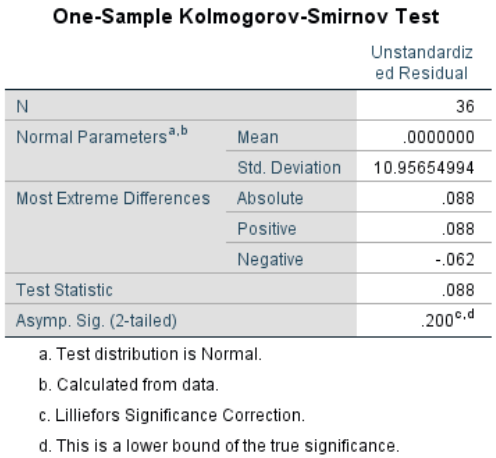 One-Sample Kolmogorov-Smirnov Test
Unstandardiz
ed Residual
N 36
Normal Parameters^a,b Mean .0000000
Std. Deviation 10.95654994
Most Extreme Differences Absolute .088
Positive .088
Negative -.062
Test Statistic .088
Asymp. Sig. (2-tailed) .200^c,d
a. Test distribution is Normal.
b. Calculated from data.
c. Lilliefors Significance Correction.
d. This is a lower bound of the true significance.